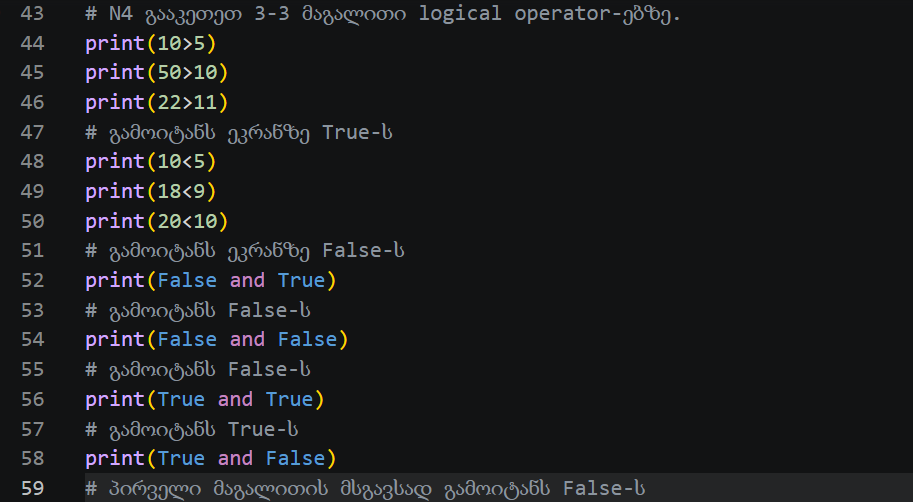 43 # N4 გააკეთეთ 3-3 მაგალითი logical operator-ებზე.
44 print(10>5)
45 print(50>10)
46 print(22>11)
47 # გამოიტანს ეკრანზე True-ს
48 print(10<5)
49 print(18<9)
50 print(20<10)
51 # გამოიტანს ეკრანზე False-ს
52 print(False and True)
53 # გამოიტანს False-ს
54 print(False and False)
55 # გამოიტანს False-ს
56 print(True and True)
57 # გამოიტანს True-ს
58 print(True and False)
59 # პირველი მაგალითის მსგავსად გამოიტანს False-ს